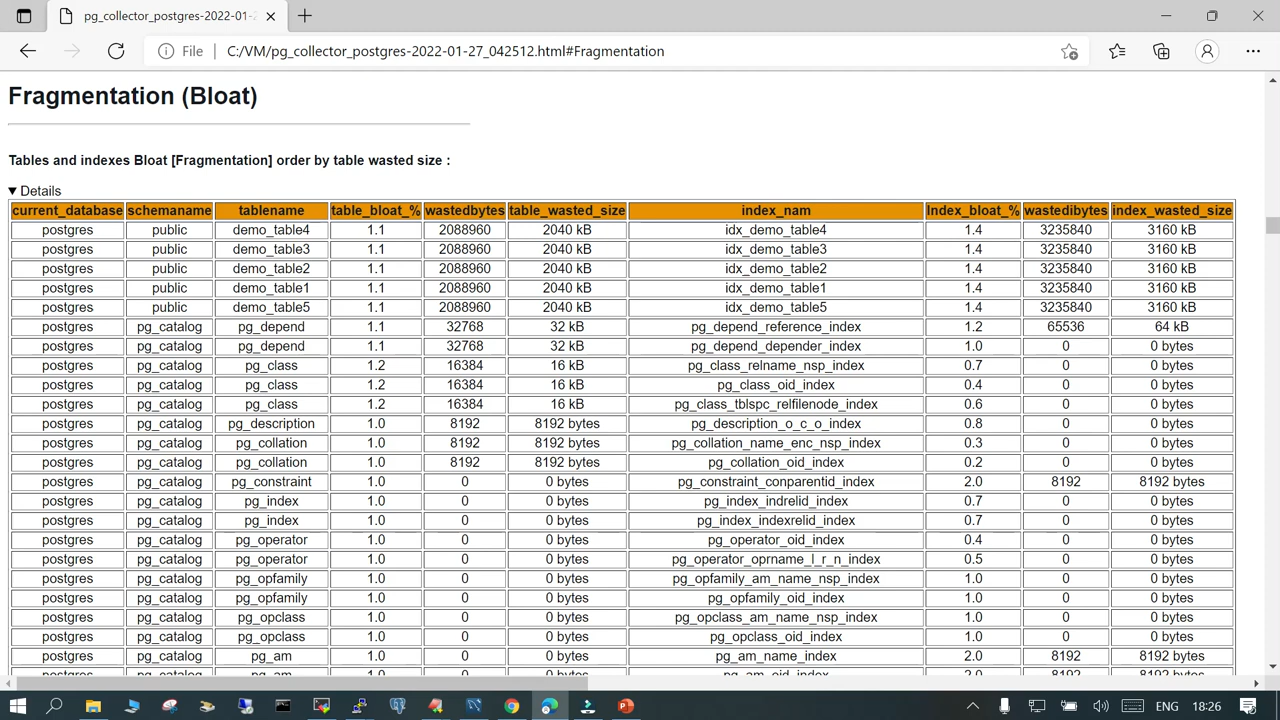 pg_collector_postgres-2022-01-2
File C:/VM/pg_collector_postgres-2022-01-27_042512.html#Fragmentation
Fragmentation (Bloat)
Tables and indexes Bloat [Fragmentation] order by table wasted size :
▼ Details
current_database schemaname tablename table_bloat_% wastedbytes table_wasted_size index_nam Index_bloat_% wastedibytes index_wasted_size
postgres public demo_table4 1.1 2088960 2040 kB idx_demo_table4 1.4 3235840 3160 kB
postgres public demo_table3 1.1 2088960 2040 kB idx_demo_table3 1.4 3235840 3160 kB
postgres public demo_table2 1.1 2088960 2040 kB idx_demo_table2 1.4 3235840 3160 kB
postgres public demo_table1 1.1 2088960 2040 kB idx_demo_table1 1.4 3235840 3160 kB
postgres public demo_table5 1.1 2088960 2040 kB idx_demo_table5 1.4 3235840 3160 kB
postgres pg_catalog pg_depend 1.1 32768 32 kB pg_depend_reference_index 1.2 65536 64 kB
postgres pg_catalog pg_depend 1.1 32768 32 kB pg_depend_depender_index 1.0 0 0 bytes
postgres pg_catalog pg_class 1.2 16384 16 kB pg_class_relname_nsp_index 0.7 0 0 bytes
postgres pg_catalog pg_class 1.2 16384 16 kB pg_class_oid_index 0.4 0 0 bytes
postgres pg_catalog pg_class 1.2 16384 16 kB pg_class_tblspc_relfilenode_index 0.6 0 0 bytes
postgres pg_catalog pg_description 1.0 8192 8192 bytes pg_description_o_c_o_index 0.8 0 0 bytes
postgres pg_catalog pg_collation 1.0 8192 8192 bytes pg_collation_name_enc_nsp_index 0.3 0 0 bytes
postgres pg_catalog pg_collation 1.0 8192 8192 bytes pg_collation_oid_index 0.2 0 0 bytes
postgres pg_catalog pg_constraint 1.0 0 0 bytes pg_constraint_conparentid_index 2.0 8192 8192 bytes
postgres pg_catalog pg_index 1.0 0 0 bytes pg_index_indrelid_index 0.7 0 0 bytes
postgres pg_catalog pg_index 1.0 0 0 bytes pg_index_indexrelid_index 0.7 0 0 bytes
postgres pg_catalog pg_operator 1.0 0 0 bytes pg_operator_oid_index 0.4 0 0 bytes
postgres pg_catalog pg_operator 1.0 0 0 bytes pg_operator_oprname_l_r_n_index 0.5 0 0 bytes
postgres pg_catalog pg_opfamily 1.0 0 0 bytes pg_opfamily_am_name_nsp_index 1.0 0 0 bytes
postgres pg_catalog pg_opfamily 1.0 0 0 bytes pg_opfamily_oid_index 1.0 0 0 bytes
postgres pg_catalog pg_opclass 1.0 0 0 bytes pg_opclass_am_name_nsp_index 1.0 0 0 bytes
postgres pg_catalog pg_opclass 1.0 0 0 bytes pg_opclass_oid_index 1.0 0 0 bytes
postgres pg_catalog pg_am 1.0 0 0 bytes pg_am_name_index 2.0 8192 8192 bytes
ENG 18:26